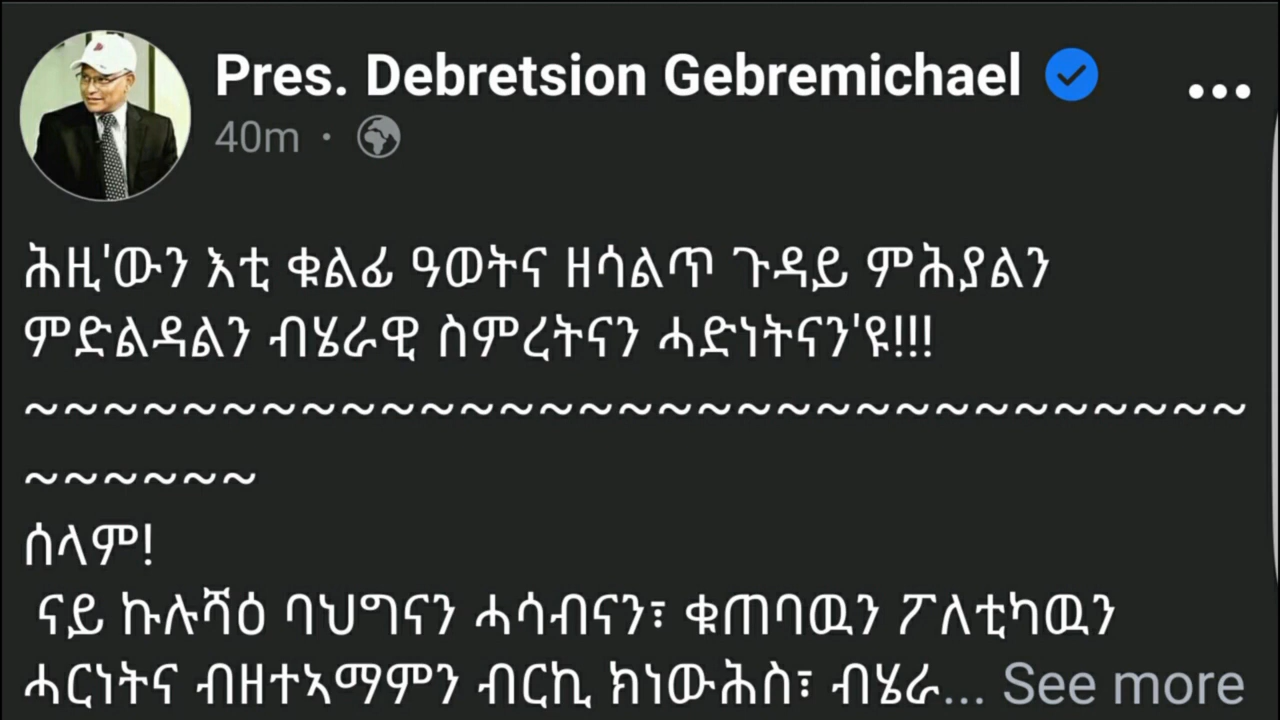 Pres. Debretsion Gebremichael
40m ·
ሕዚ'ውን እቲ ቁልፊ ዓወትና ዘሳልጥ ጉዳይ ምሕያልን
ምድልዳልን ብሄራዊ ስምረትናን ሓድነትናን'ዩ!!!
~~~~~~~~~~~~~~~~~~~~~~~~~~~~~~~~
~~~~~~
ሰላም!
ናይ ኩሉሻዕ ባህግናን ሓሳብናን፣ ቁጠባዉን ፖለቲካዉን
ሓርነትና ብዘተኣማምን ብርኪ ክነውሕስ፣ ብሄራ... See more